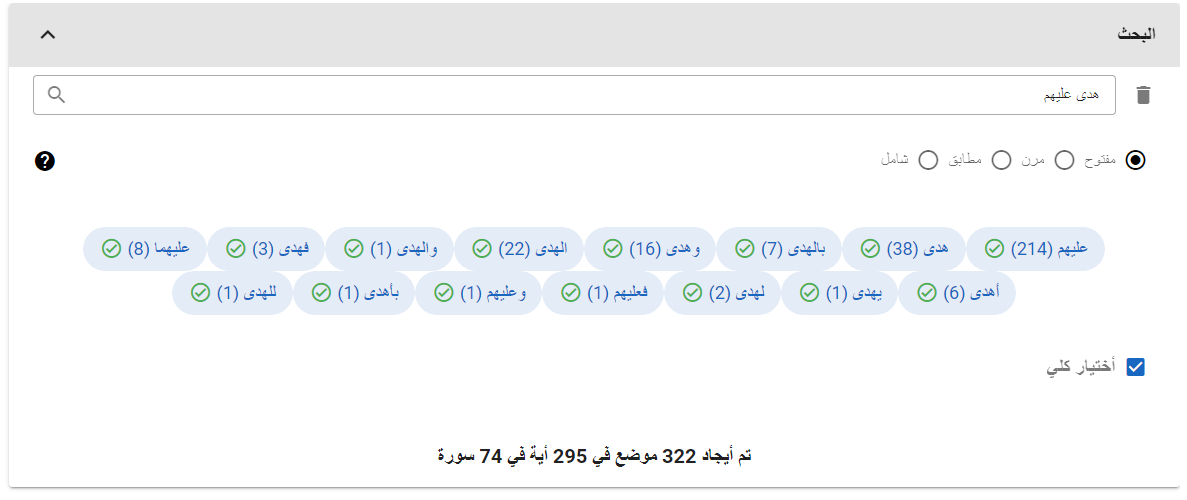 البحث
هدى عليهم
مفتوح مرن مطابق شامل
عليهم (214) هدى (38) بالهدى (7) وهدى (16) الهدى (22) والهدى (1) فهدى (3) عليهما (8)
أهدى (6) يهدى (1) لهدى (2) فعليهم (1) وعليهم (1) بأهدى (1) للهدى (1)
أختيار كلي
تم أيجاد 322 موضع في 295 أية في 74 سورة